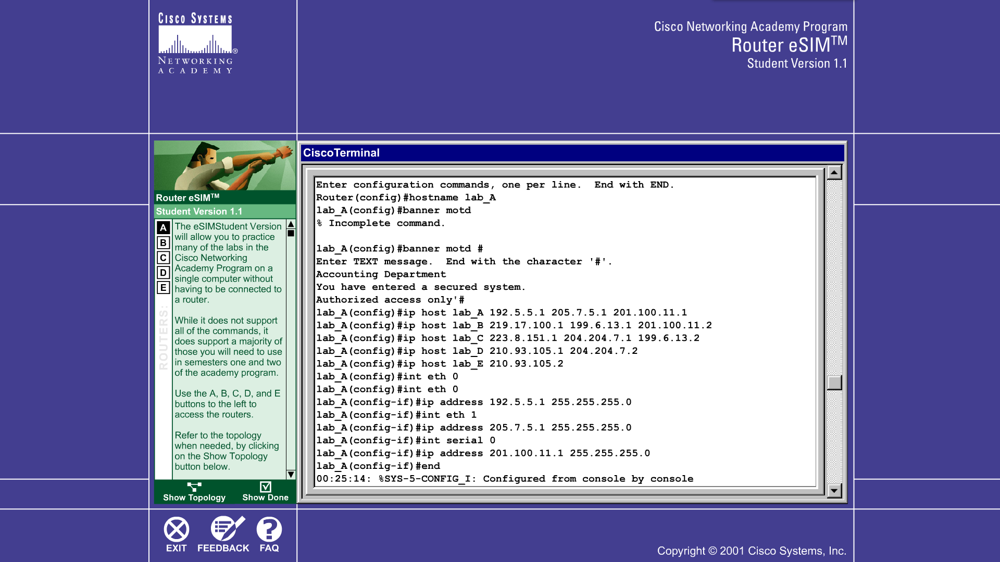 CISCO SYSTEMS
®
NETWORKING
ACADEMY
Cisco Networking Academy Program
Router eSIM™
Student Version 1.1
Router eSIM™
Student Version 1.1
A
B
C
D
E
ROUTERS:
The eSIMStudent Version
will allow you to practice
many of the labs in the
Cisco Networking
Academy Program on a
single computer without
having to be connected to
a router.
While it does not support
all of the commands, it
does support a majority of
those you will need to use
in semesters one and two
of the academy program.
Use the A, B, C, D, and E
buttons to the left to
access the routers.
Refer to the topology
when needed, by clicking
on the Show Topology
button below.
Show Topology
Show Done
CiscoTerminal
Enter configuration commands, one per line.  End with END.
Router(config)#hostname lab_A
lab_A(config)#banner motd
% Incomplete command.
lab_A(config)#banner motd #
Enter TEXT message.  End with the character '#'.
Accounting Department
You have entered a secured system.
Authorized access only'#
lab_A(config)#ip host lab_A 192.5.5.1 205.7.5.1 201.100.11.1
lab_A(config)#ip host lab_B 219.17.100.1 199.6.13.1 201.100.11.2
lab_A(config)#ip host lab_C 223.8.151.1 204.204.7.1 199.6.13.2
lab_A(config)#ip host lab_D 210.93.105.1 204.204.7.2
lab_A(config)#ip host lab_E 210.93.105.2
lab_A(config)#int eth 0
lab_A(config)#int eth 0
lab_A(config-if)#ip address 192.5.5.1 255.255.255.0
lab_A(config-if)#int eth 1
lab_A(config-if)#ip address 205.7.5.1 255.255.255.0
lab_A(config-if)#int serial 0
lab_A(config-if)#ip address 201.100.11.1 255.255.255.0
lab_A(config-if)#end
00:25:14: %SYS-5-CONFIG_I: Configured from console by console
EXIT
FEEDBACK
FAQ
Copyright © 2001 Cisco Systems, Inc.